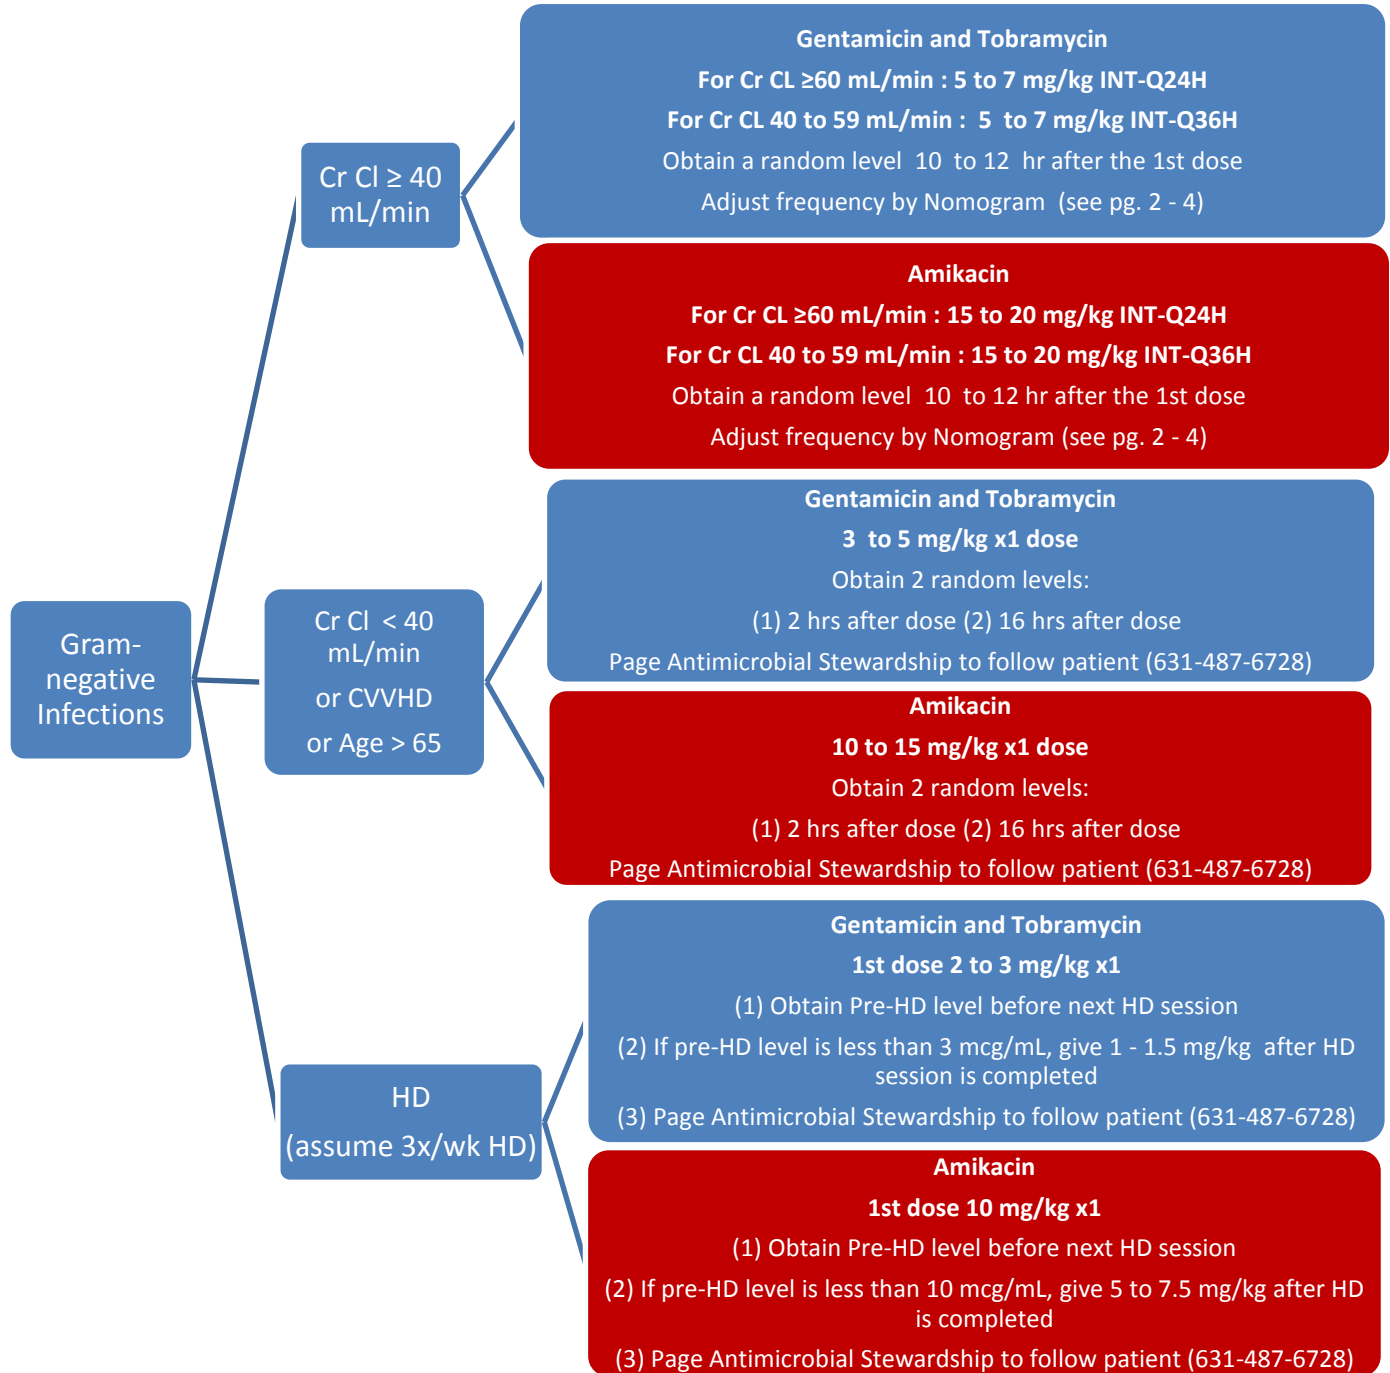 Gram-
negative
Infections
Cr Cl ≥ 40
mL/min
Gentamicin and Tobramycin
For Cr CL ≥60 mL/min : 5 to 7 mg/kg INT-Q24H
For Cr CL 40 to 59 mL/min :  5  to 7 mg/kg INT-Q36H
Obtain a random level  10  to 12  hr after the 1st dose
Adjust frequency by Nomogram  (see pg. 2 - 4)
Amikacin
For Cr CL ≥60 mL/min : 15 to 20 mg/kg INT-Q24H
For Cr CL 40 to 59 mL/min : 15 to 20 mg/kg INT-Q36H
Obtain a random level  10  to 12 hr after the 1st dose
Adjust frequency by Nomogram (see pg. 2 - 4)
Cr Cl  < 40
mL/min
or CVVHD
or Age > 65
Gentamicin and Tobramycin
3  to 5 mg/kg x1 dose
Obtain 2 random levels:
(1) 2 hrs after dose (2) 16 hrs after dose
Page Antimicrobial Stewardship to follow patient (631-487-6728)
Amikacin
10 to 15 mg/kg x1 dose
Obtain 2 random levels:
(1) 2 hrs after dose (2) 16 hrs after dose
Page Antimicrobial Stewardship to follow patient (631-487-6728)
HD
(assume 3x/wk HD)
Gentamicin and Tobramycin
1st dose 2 to 3 mg/kg x1
(1) Obtain Pre-HD level before next HD session
(2) If pre-HD level is less than 3 mcg/mL, give 1 - 1.5 mg/kg  after HD
session is completed
(3) Page Antimicrobial Stewardship to follow patient (631-487-6728)
Amikacin
1st dose 10 mg/kg x1
(1) Obtain Pre-HD level before next HD session
(2) If pre-HD level is less than 10 mcg/mL, give 5 to 7.5 mg/kg after HD
is completed
(3) Page Antimicrobial Stewardship to follow patient (631-487-6728)